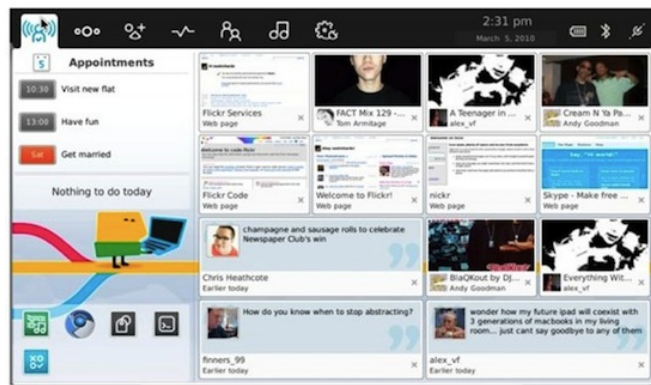 2:31 pm
March 5, 2010
Appointments
10:30 Visit new flat
13:00 Have fun
Sat Get married
Nothing to do today
Flickr Services
Web page
FACT Mix 129 -...
Tom Armitage
A Teenager in ...
alex_vf
Cream N Ya Pa...
Andy Goodman
Flickr Code
Web page
Welcome to Flickr!
Web page
nickr
Web page
Skype - Make free ...
Web page
champagne and sausage rolls to celebrate
Newspaper Club's win
Chris Heathcote
Earlier today
BlaQKout by DJ...
Andy Goodman
Everything Wit...
alex_vf
How do you know when to stop abstracting?
finners_99
Earlier today
wonder how my future ipad will coexist with
3 generations of macbooks in my living
room... just cant say goodbye to any of them
alex_vf
Earlier today